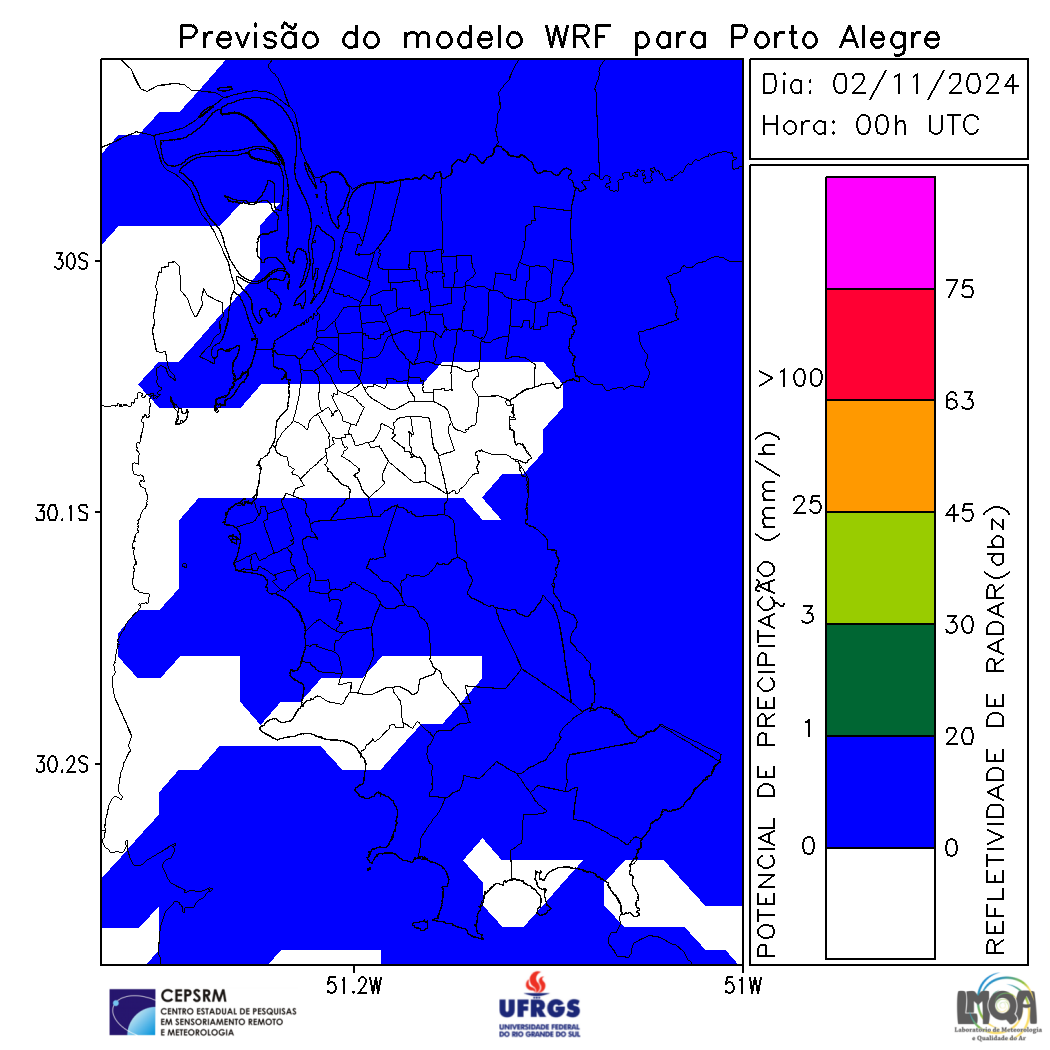 Previsão do modelo WRF para Porto Alegre
Dia: 02/11/2024
Hora: 00h UTC
30S
30.1S
30.2S
51.2W
51W
POTENCIAL DE PRECIPITAÇÃO (mm/h)
>100
25
3
1
0
75
63
45
30
20
0
REFLETIVIDADE DE RADAR(dbz)
CEPSRM
CENTRO ESTADUAL DE PESQUISAS
EM SENSORIAMENTO REMOTO
E METEOROLOGIA
UFRGS
UNIVERSIDADE FEDERAL
DO RIO GRANDE DO SUL
LMQA
Laboratório de Meteorologia
e Qualidade do Ar